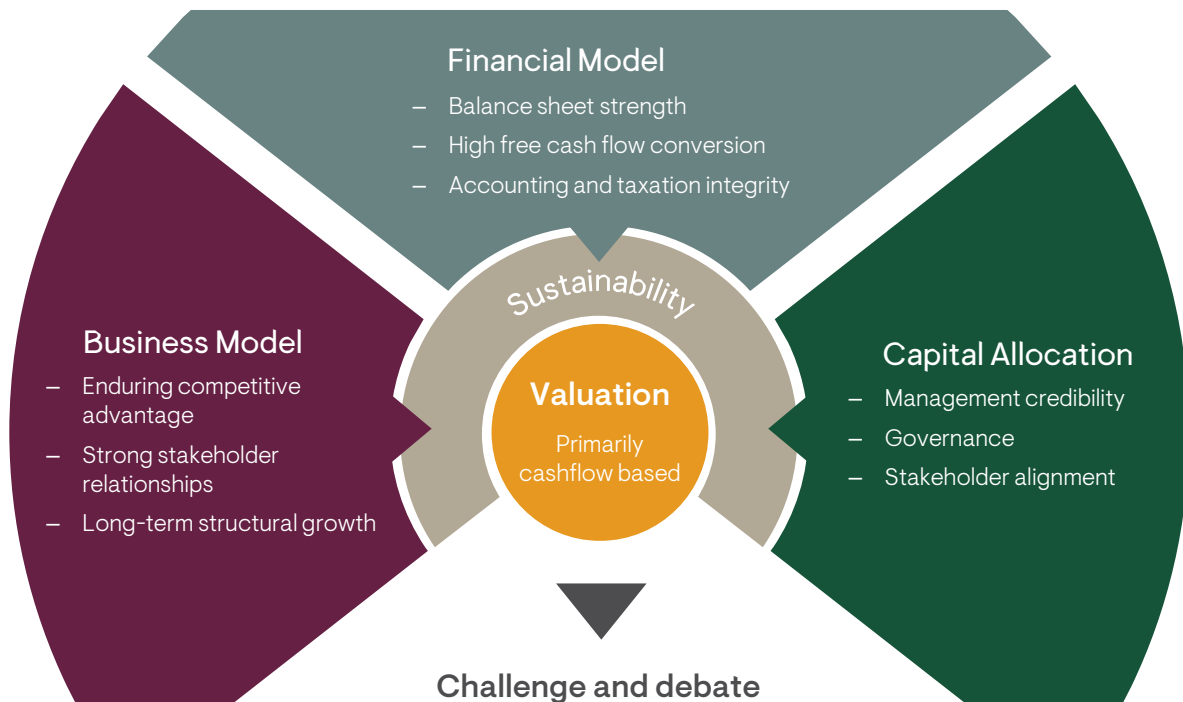 Financial Model
– Balance sheet strength
– High free cash flow conversion
– Accounting and taxation integrity
Sustainability
Business Model
– Enduring competitive
advantage
– Strong stakeholder
relationships
– Long-term structural growth
Valuation
Primarily
cashflow based
Capital Allocation
– Management credibility
– Governance
– Stakeholder alignment
Challenge and debate